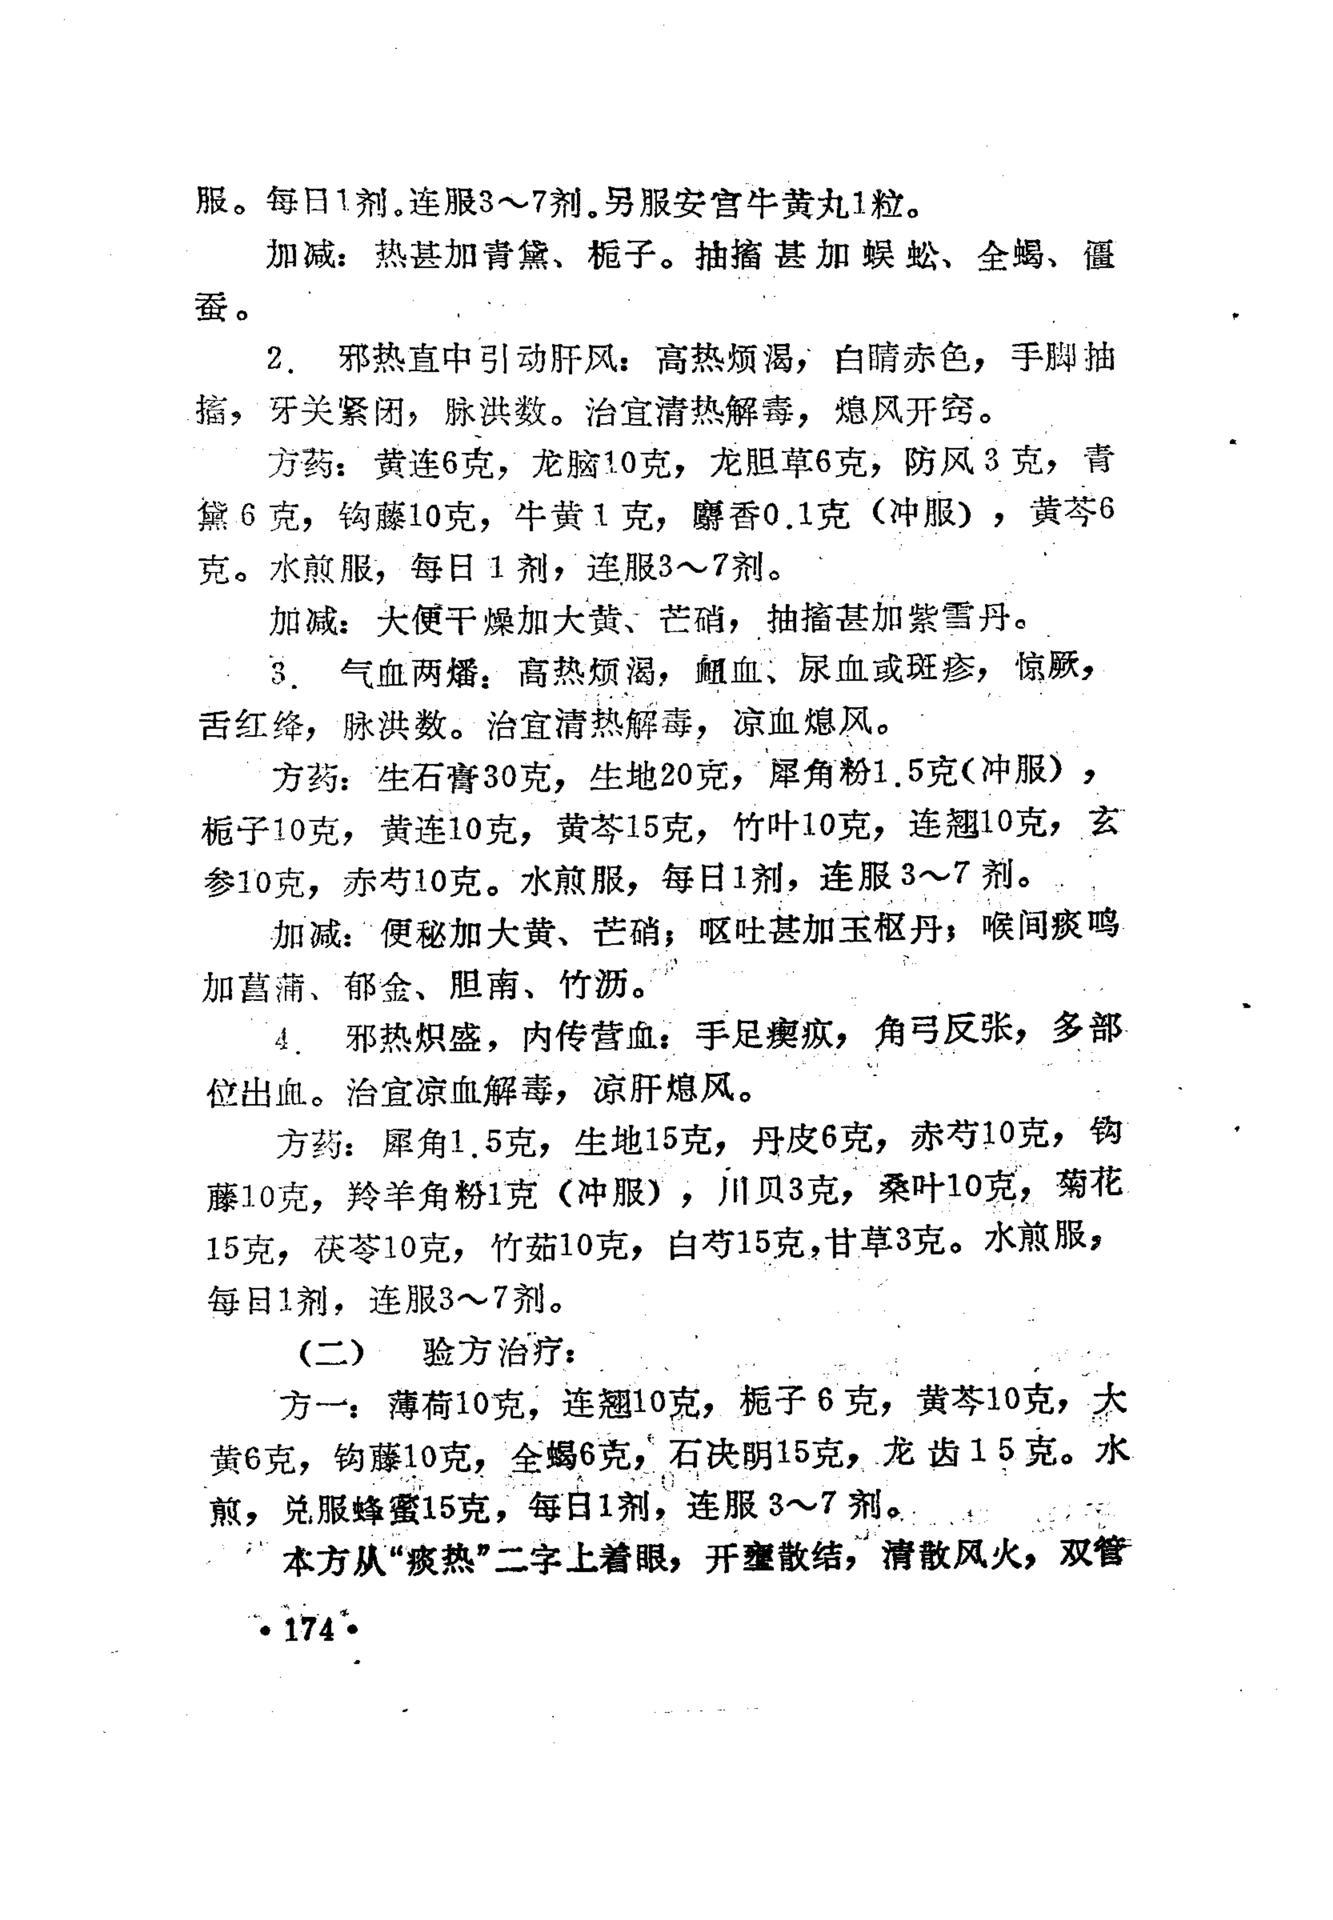 服。每日1剂。连服3～7剂。另服安宫牛黄丸1粒。
加减：热甚加青黛、栀子。抽搐甚加蜈蚣、全蝎、僵
蚕。
2． 邪热直中引动肝风：高热烦渴，白睛赤色，手脚抽
搐，牙关紧闭，脉洪数。治宜清热解毒，熄风开窍。
方药：黄连6克，龙脑10克，龙胆草6克，防风3克，青
黛6克，钩藤10克，牛黄1克，麝香0.1克（冲服），黄芩6
克。水煎服，每日1剂，连服3～7剂。
加减：大便干燥加大黄、芒硝，抽搐甚加紫雪丹。
3． 气血两燔：高热烦渴，衄血、尿血或斑疹，惊厥，
舌红绛，脉洪数。治宜清热解毒，凉血熄风。
方药：生石膏30克，生地20克，犀角粉1.5克（冲服），
栀子10克，黄连10克，黄芩15克，竹叶10克，连翘10克，玄
参10克，赤芍10克。水煎服，每日1剂，连服3～7剂。
加减：便秘加大黄、芒硝；呕吐甚加玉枢丹；喉间痰鸣
加菖蒲、郁金、胆南、竹沥。
4． 邪热炽盛，内传营血：手足瘈疭，角弓反张，多部
位出血。治宜凉血解毒，凉肝熄风。
方药：犀角1.5克，生地15克，丹皮6克，赤芍10克，钩
藤10克，羚羊角粉1克（冲服），川贝3克，桑叶10克，菊花
15克，茯苓10克，竹茹10克，白芍15克，甘草3克。水煎服，
每日1剂，连服3～7剂。
（二） 验方治疗：
方一：薄荷10克，连翘10克，栀子6克，黄芩10克，大
黄6克，钩藤10克，全蝎6克，石决明15克，龙齿15克。水
煎，兑服蜂蜜15克，每日1剂，连服3～7剂。
本方从“痰热”二字上着眼，开壅散结，清散风火，双管
·174·